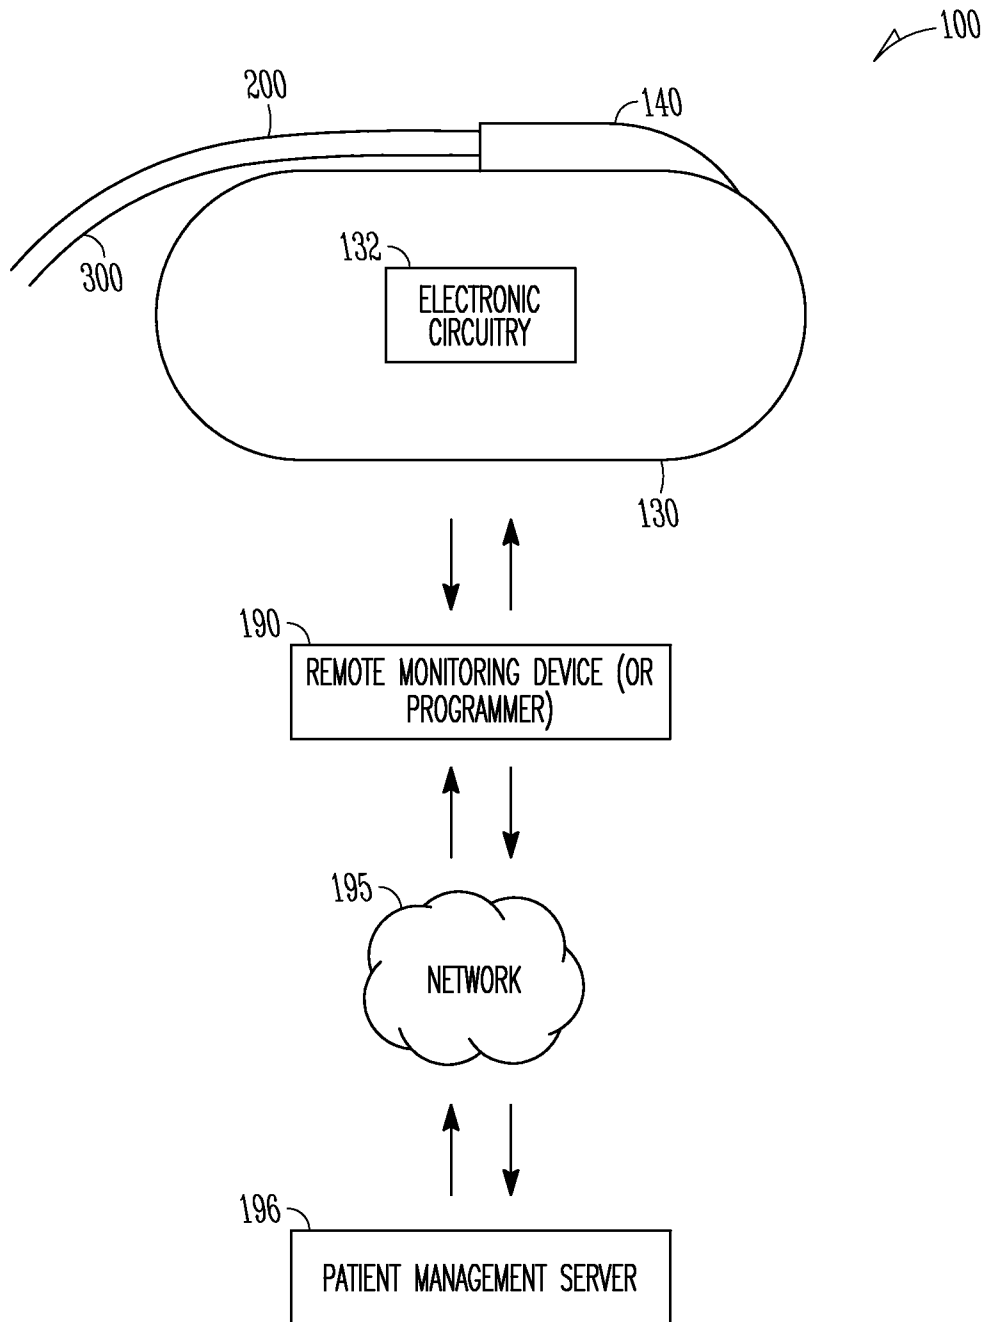 100
200
140
300
132
ELECTRONIC
CIRCUITRY
130
190
REMOTE MONITORING DEVICE (OR
PROGRAMMER)
195
NETWORK
196
PATIENT MANAGEMENT SERVER